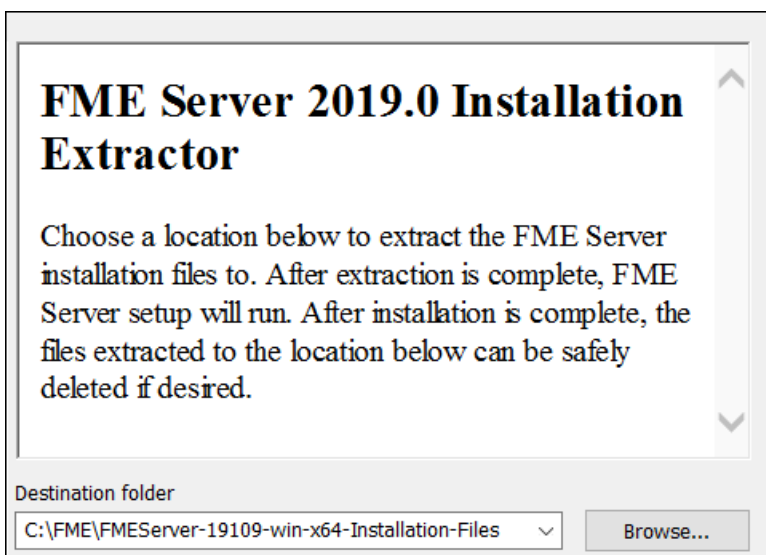 FME Server 2019.0 Installation
Extractor
Choose a location below to extract the FME Server
installation files to. After extraction is complete, FME
Server setup will run. After installation is complete, the
files extracted to the location below can be safely
deleted if desired.
Destination folder
C:\FME\FMEServer-19109-win-x64-Installation-Files
Browse...